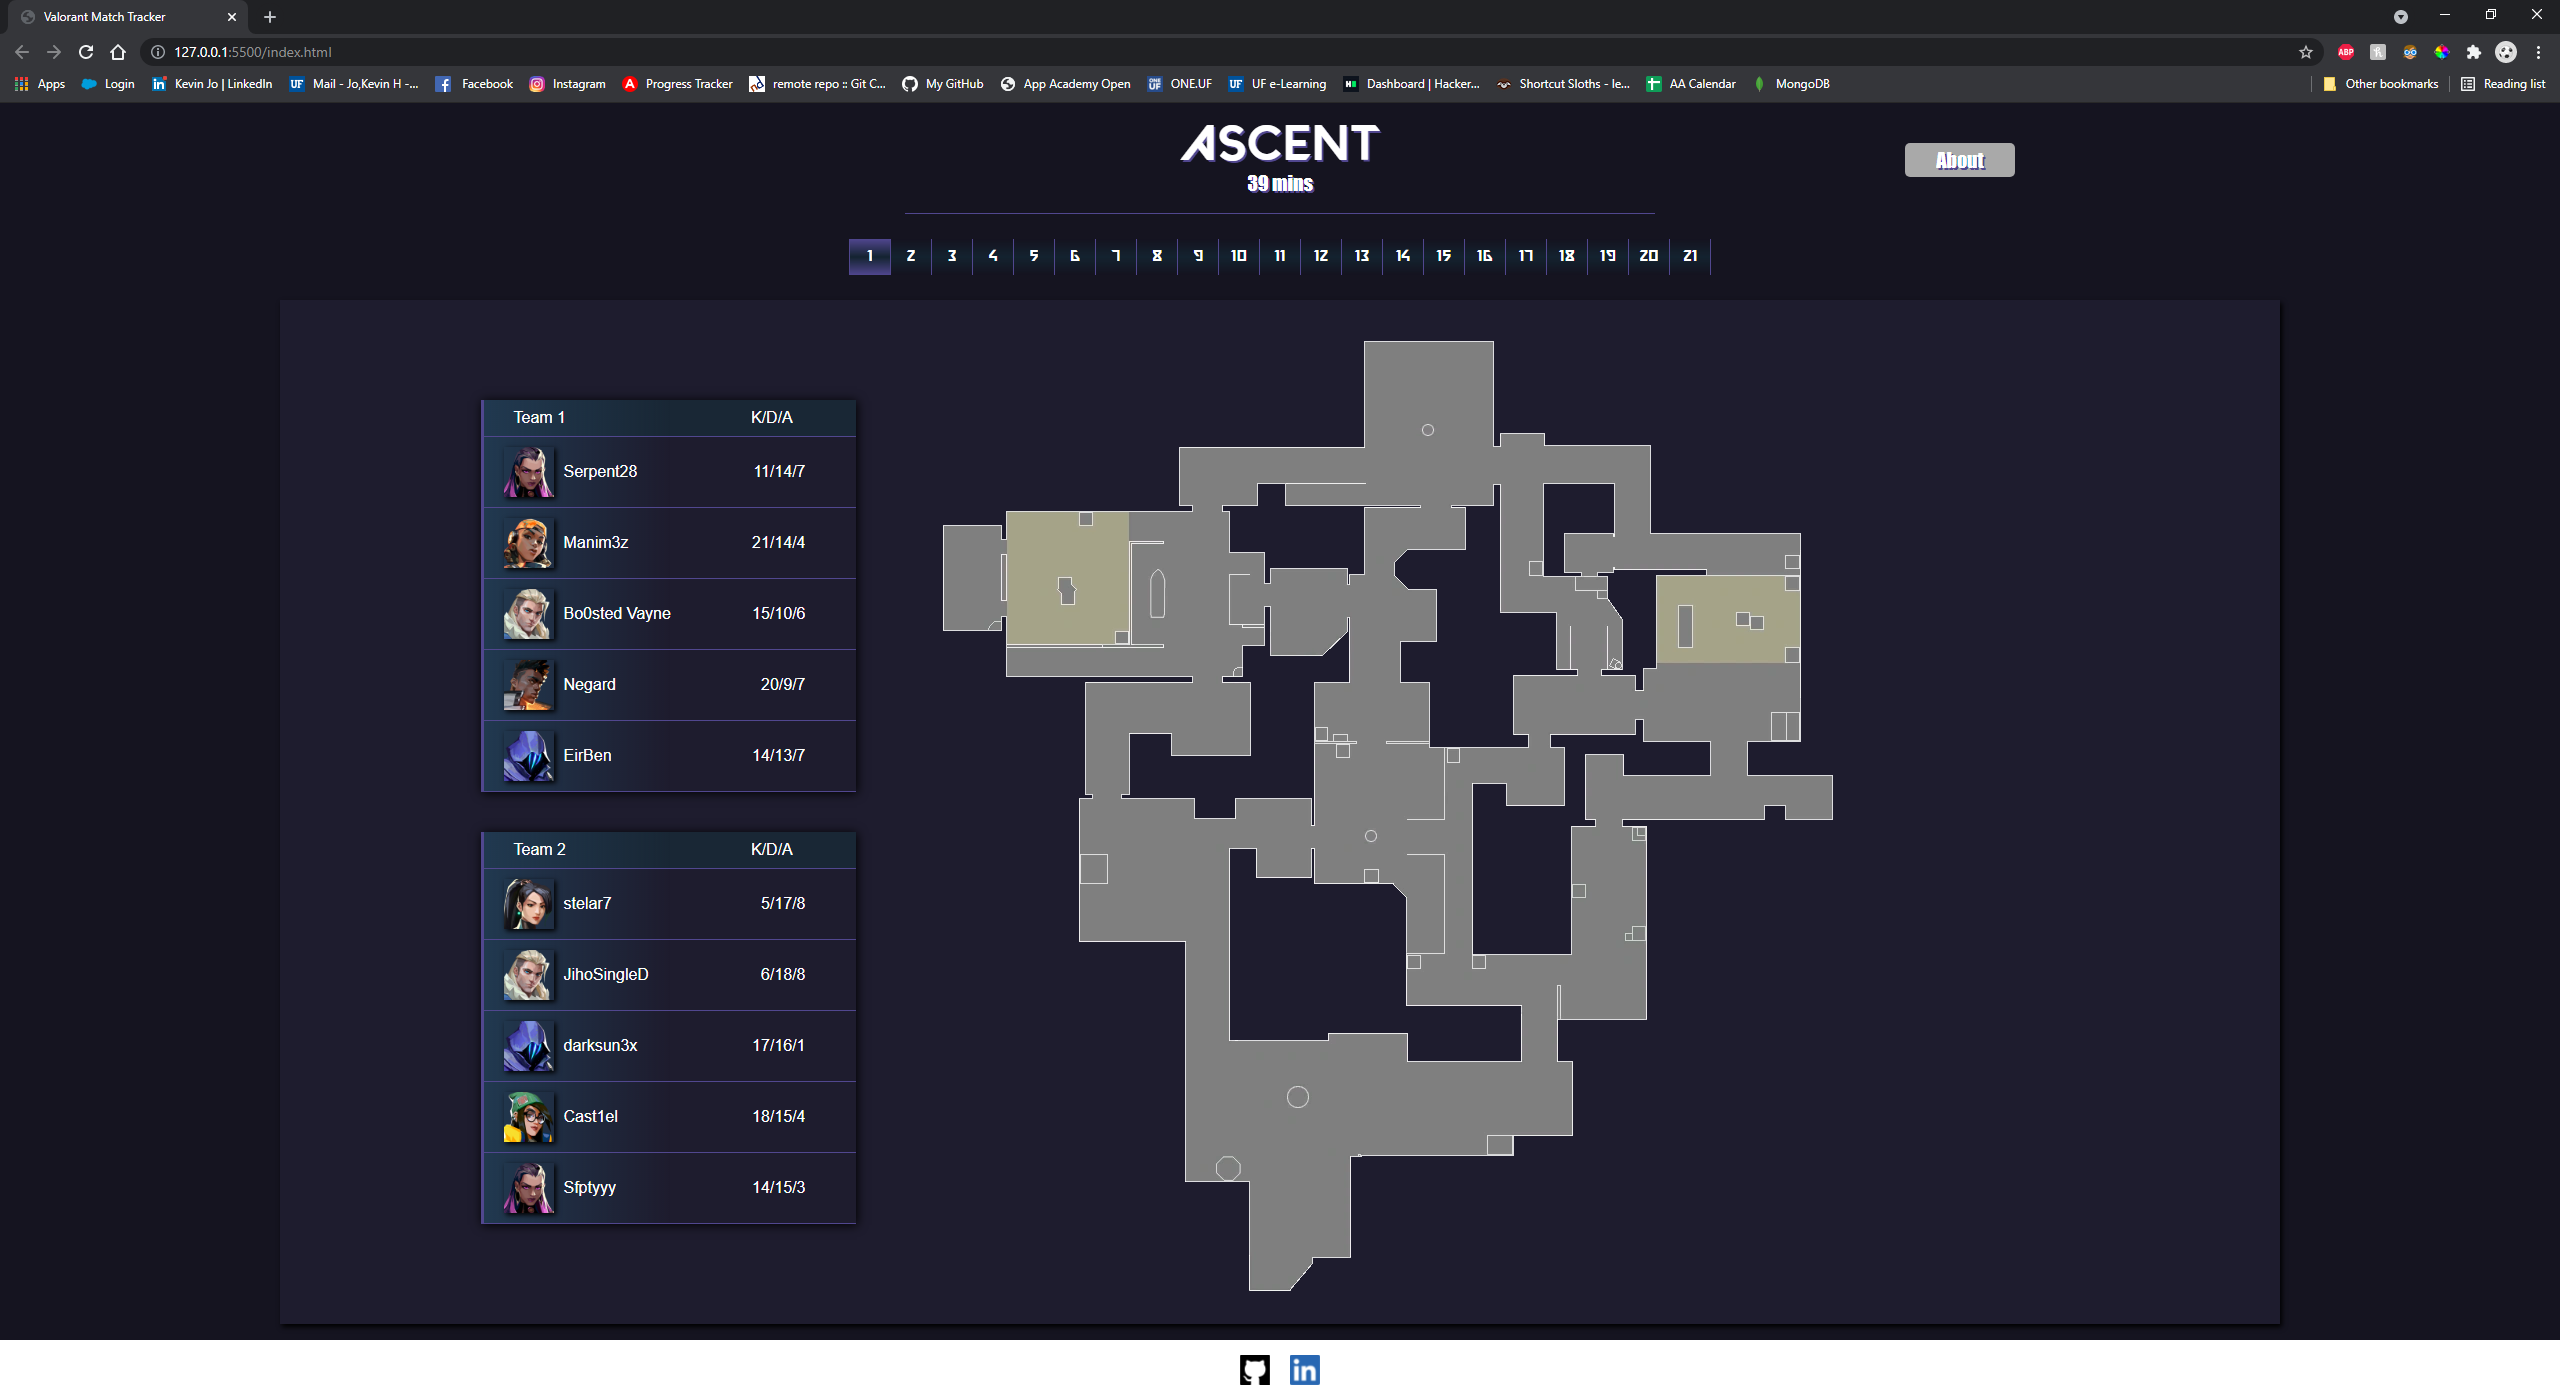 Valorant Match Tracker
127.0.0.1:5500/index.html
ABP
Apps
Login
Kevin Jo | LinkedIn
UF
Mail - Jo,Kevin H -...
Facebook
Instagram
Progress Tracker
remote repo :: Git C...
My GitHub
App Academy Open
ONE.UF
UF
UF e-Learning
Dashboard | Hacker...
Shortcut Sloths - le...
AA Calendar
MongoDB
Other bookmarks
Reading list
ASCENT
39 mins
About
1 2 3 4 5 6 7 8 9 10 11 12 13 14 15 16 17 18 19 20 21
Team 1 K/D/A
Serpent28 11/14/7
Manim3z 21/14/4
Bo0sted Vayne 15/10/6
Negard 20/9/7
EirBen 14/13/7
Team 2 K/D/A
stelar7 5/17/8
JihoSingleD 6/18/8
darksun3x 17/16/1
Cast1el 18/15/4
Sfptyyy 14/15/3
in